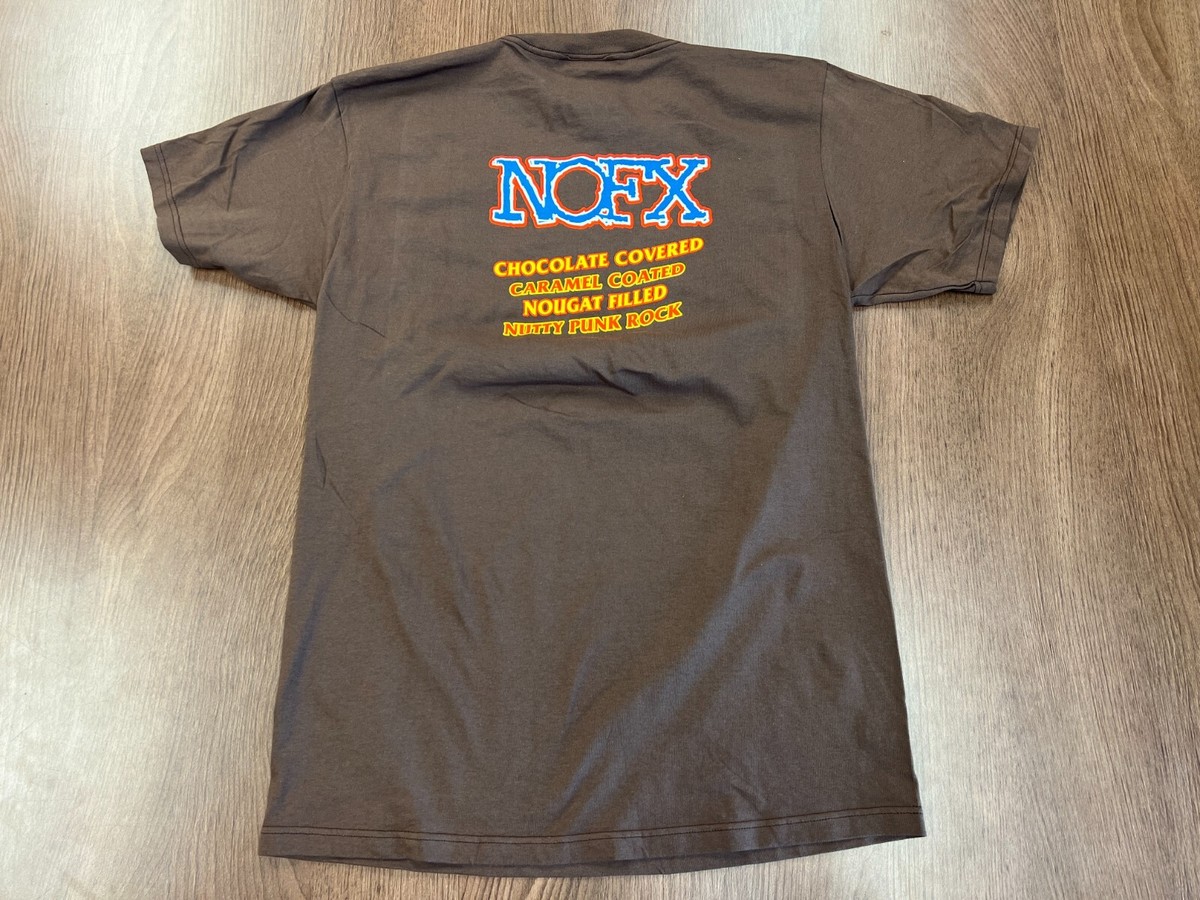 NOFX
CHOCOLATE COVERED
CARAMEL COATED
NOUGAT FILLED
NUTTY PUNK ROCK